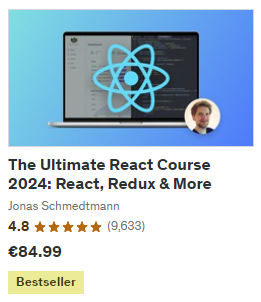 The Ultimate React Course
2024: React, Redux & More
Jonas Schmedtmann
4.8 (9,633)
€84.99
Bestseller